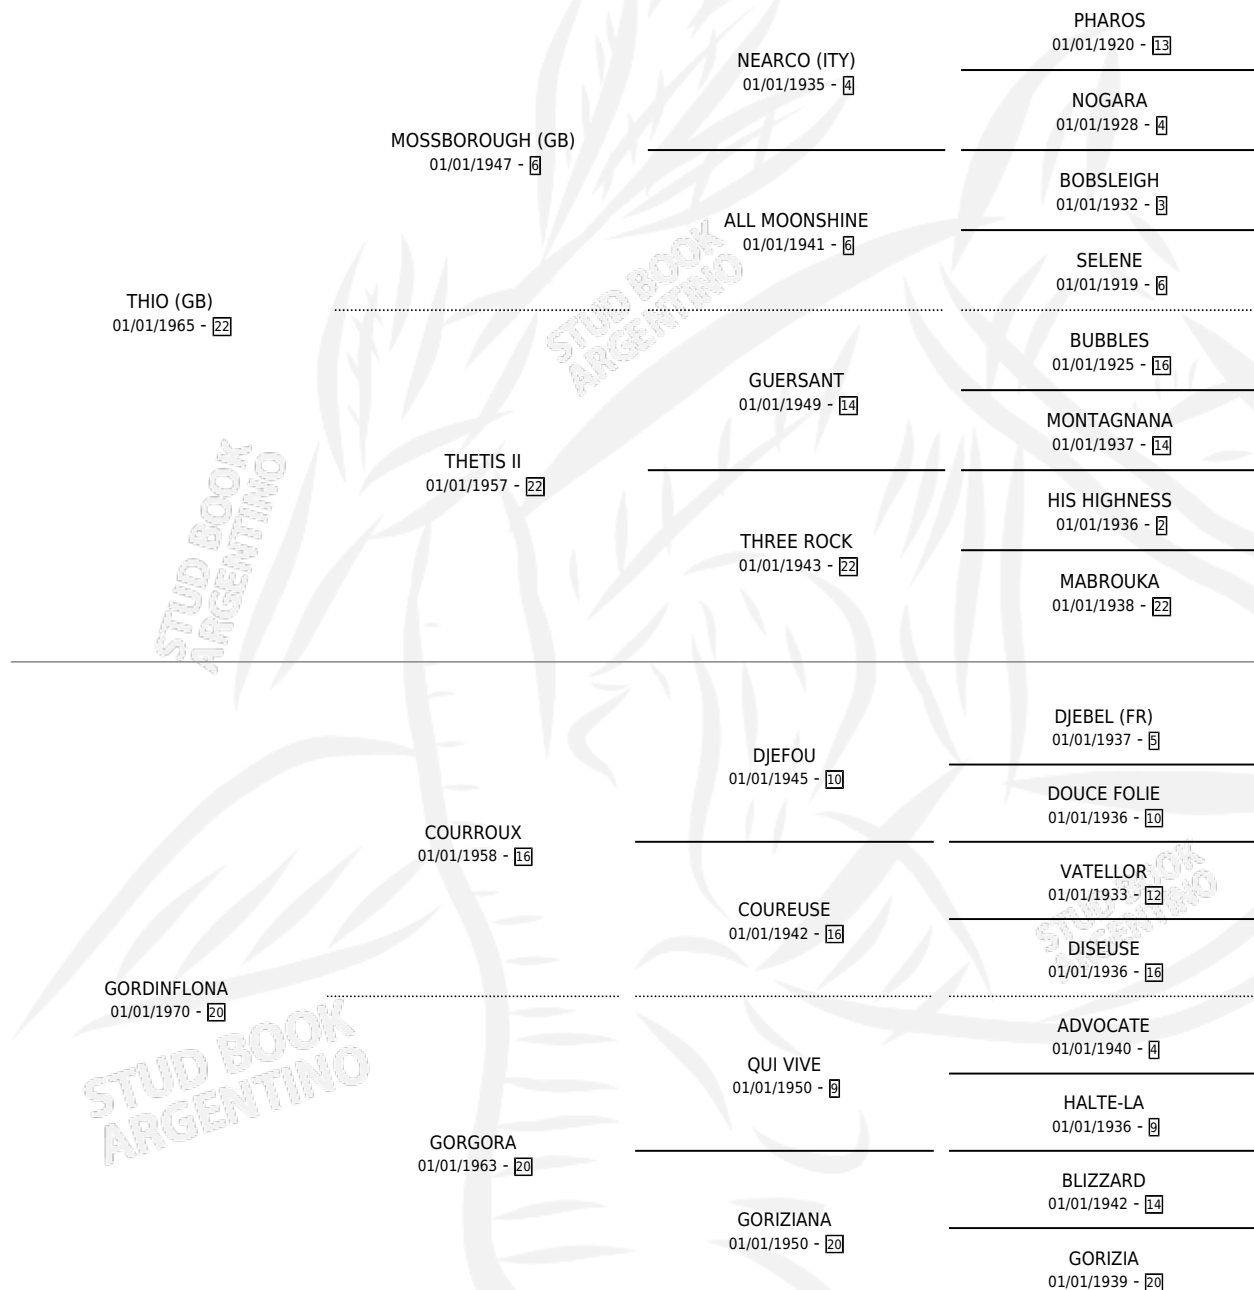 PHAROS
01/01/1920 - 13
NEARCO (ITY)
01/01/1935 - 4
NOGARA
01/01/1928 - 4
MOSSBOROUGH (GB)
01/01/1947 - 6
BOBSLEIGH
01/01/1932 - 3
ALL MOONSHINE
01/01/1941 - 6
SELENE
01/01/1919 - 6
THIO (GB)
01/01/1965 - 22
BUBBLES
01/01/1925 - 16
GUERSANT
01/01/1949 - 14
MONTAGNANA
01/01/1937 - 14
THETIS II
01/01/1957 - 22
HIS HIGHNESS
01/01/1936 - 2
THREE ROCK
01/01/1943 - 22
MABROUKA
01/01/1938 - 22
DJEBEL (FR)
01/01/1937 - 5
DJEFOU
01/01/1945 - 10
DOUCE FOLIE
01/01/1936 - 10
COURROUX
01/01/1958 - 16
VATELLOR
01/01/1933 - 12
COUREUSE
01/01/1942 - 16
DISEUSE
01/01/1936 - 16
GORDINFLONA
01/01/1970 - 20
ADVOCATE
01/01/1940 - 4
QUI VIVE
01/01/1950 - 9
HALTE-LA
01/01/1936 - 9
GORGORA
01/01/1963 - 20
BLIZZARD
01/01/1942 - 14
GORIZIANA
01/01/1950 - 20
GORIZIA
01/01/1939 - 20
STUD BOOK
ARGENTINO
STUD BOOK
ARGENTINO
STUD BOOK
ARGENTINO
STUD BOOK
ARGENTINO